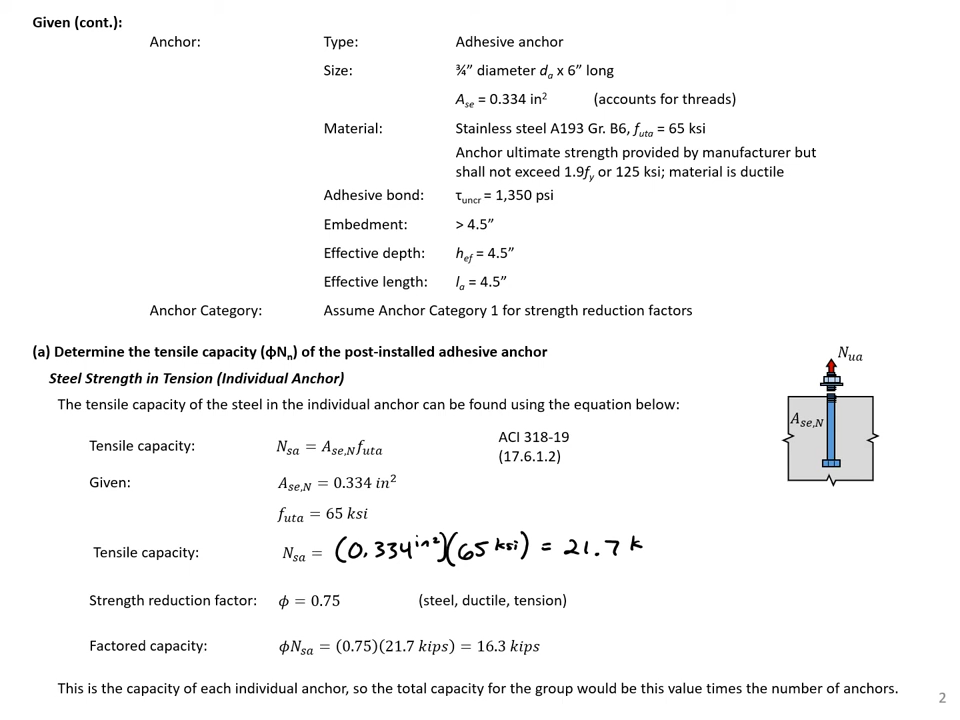 Given (cont.):
Anchor: Type: Adhesive anchor
Size: ¾” diameter dₐ x 6” long
A_se = 0.334 in² (accounts for threads)
Material: Stainless steel A193 Gr. B6, f_uta = 65 ksi
Anchor ultimate strength provided by manufacturer but
shall not exceed 1.9f_y or 125 ksi; material is ductile
Adhesive bond: τ_uncr = 1,350 psi
Embedment: > 4.5”
Effective depth: h_ef = 4.5”
Effective length: l_a = 4.5”
Anchor Category: Assume Anchor Category 1 for strength reduction factors
(a) Determine the tensile capacity (ϕN_n) of the post-installed adhesive anchor
Steel Strength in Tension (Individual Anchor)
The tensile capacity of the steel in the individual anchor can be found using the equation below:
Tensile capacity: N_sa = A_se,N f_uta
ACI 318-19
(17.6.1.2)
Given: A_se,N = 0.334 in²
f_uta = 65 ksi
Tensile capacity: N_sa = (0.334 in²)(65 ksi) = 21.7 k
Strength reduction factor: ϕ = 0.75 (steel, ductile, tension)
Factored capacity: ϕN_sa = (0.75)(21.7 kips) = 16.3 kips
This is the capacity of each individual anchor, so the total capacity for the group would be this value times the number of anchors.
N_ua
A_se,N
2